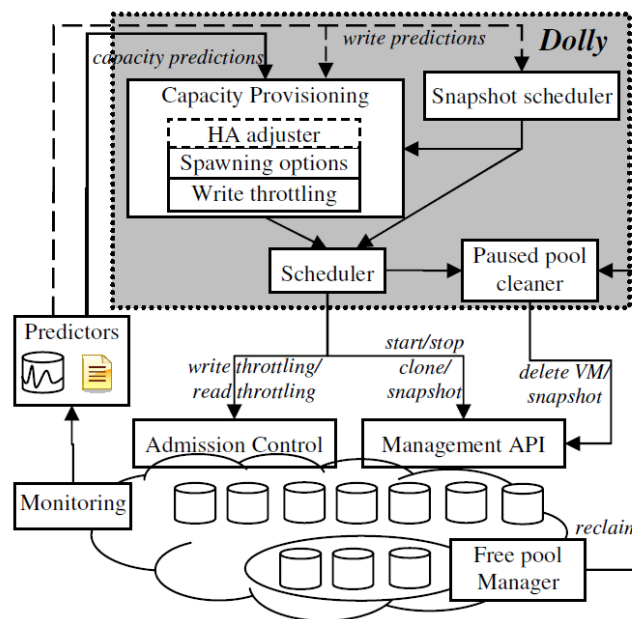 write predictions
Dolly
capacity predictions
Capacity Provisioning
Snapshot scheduler
HA adjuster
Spawning options
Write throttling
Scheduler
Paused pool
cleaner
Predictors
write throttling/
read throttling
start/stop
clone/
snapshot
delete VM/
snapshot
Admission Control
Management API
Monitoring
reclaim
Free pool
Manager